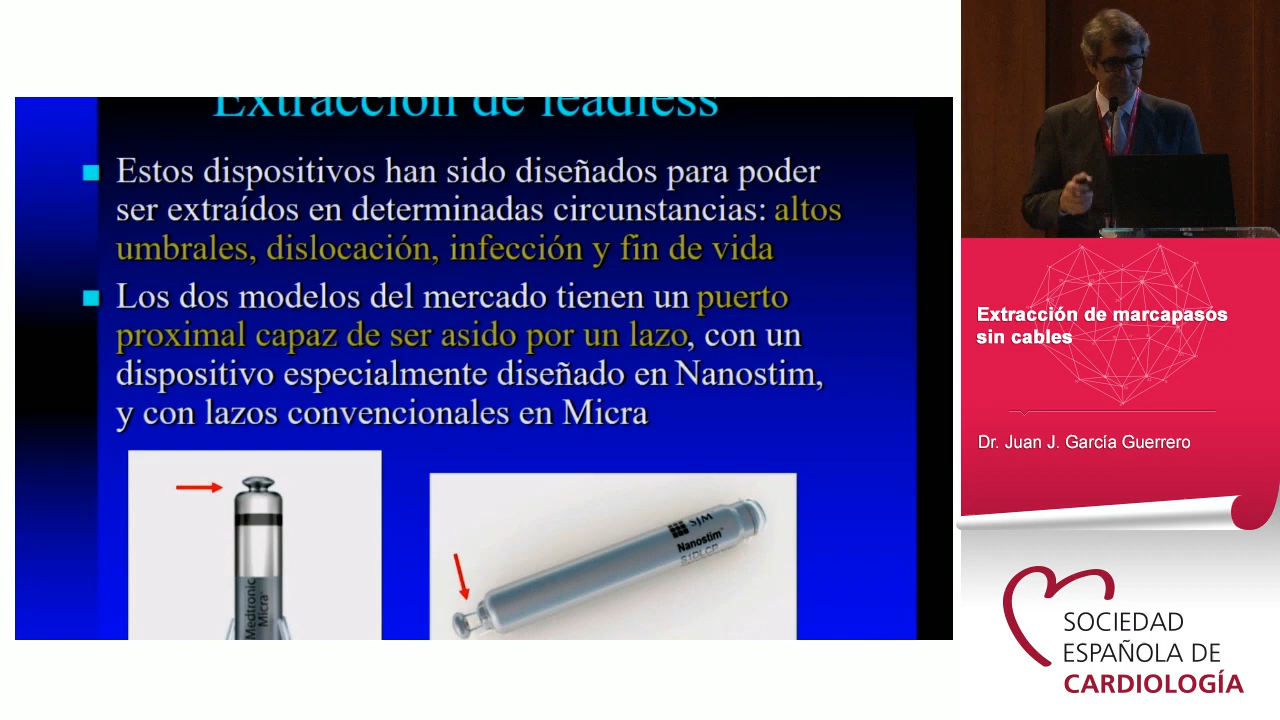 Extracción de leadless
Estos dispositivos han sido diseñados para poder
ser extraídos en determinadas circunstancias: altos
umbrales, dislocación, infección y fin de vida
Los dos modelos del mercado tienen un puerto
proximal capaz de ser asido por un lazo, con un
dispositivo especialmente diseñado en Nanostim,
y con lazos convencionales en Micra
Medtronic
Micra
SJM
Nanostim™
Extracción de marcapasos
sin cables
Dr. Juan J. García Guerrero
SOCIEDAD
ESPAÑOLA DE
CARDIOLOGÍA